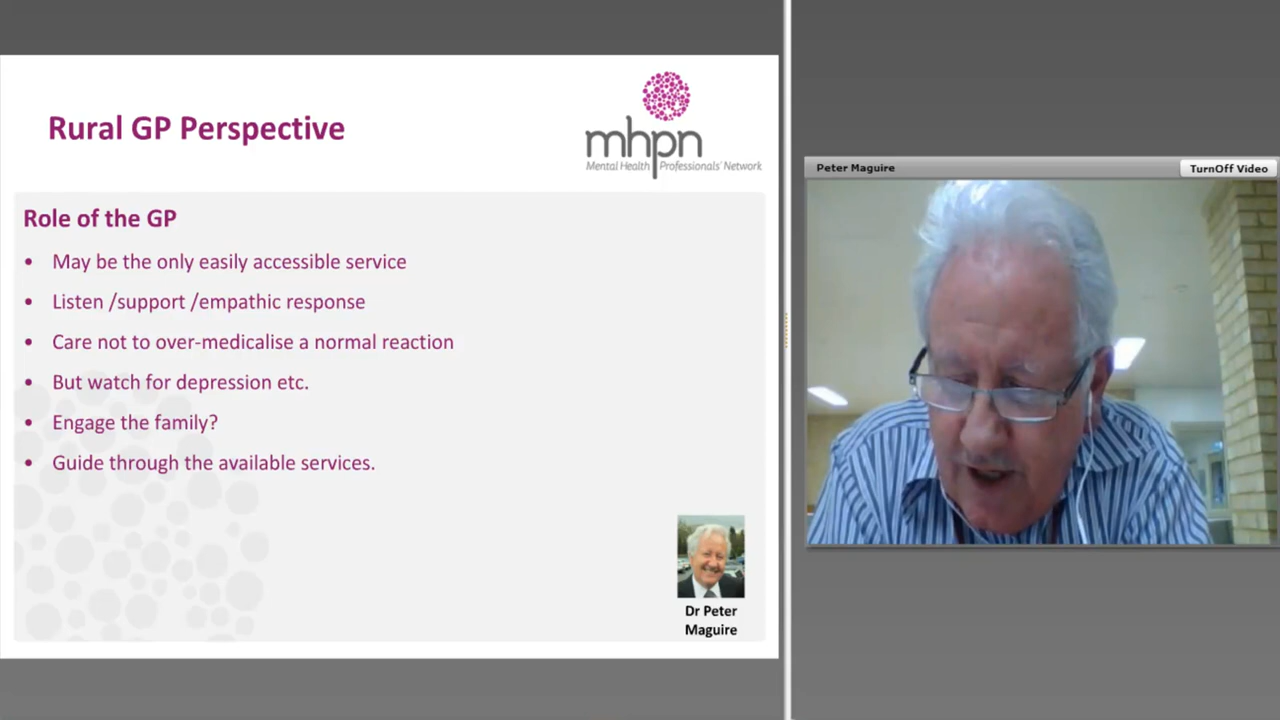 Rural GP Perspective
mhpn
Mental Health Professionals' Network
Role of the GP
• May be the only easily accessible service
• Listen /support /empathic response
• Care not to over-medicalise a normal reaction
• But watch for depression etc.
• Engage the family?
• Guide through the available services.
Dr Peter
Maguire
Peter Maguire
TurnOff Video